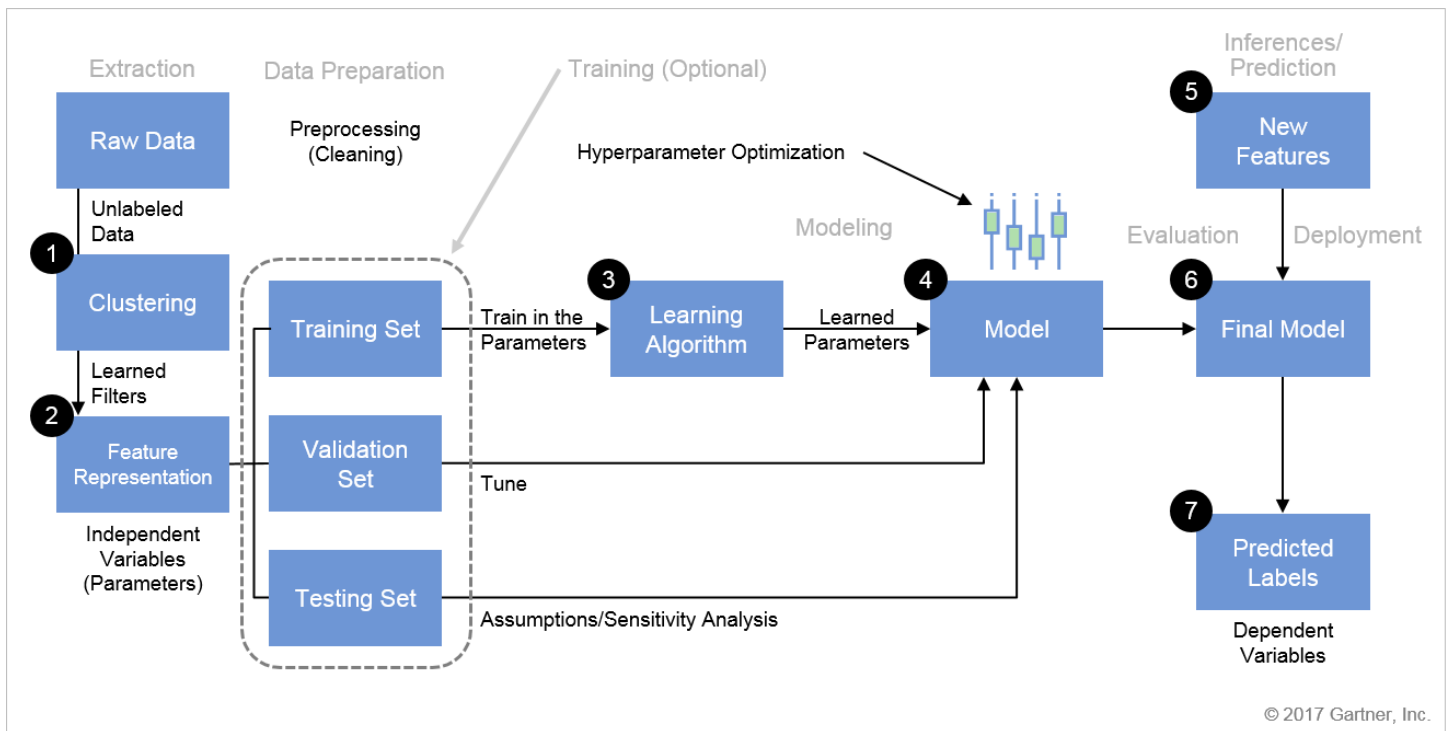 Extraction
Data Preparation
Training (Optional)
Inferences/
Prediction
Raw Data
Preprocessing
(Cleaning)
Hyperparameter Optimization
5
New
Features
Unlabeled
Data
Modeling
Evaluation
Deployment
1
Clustering
Training Set
Train in the
Parameters
3
Learning
Algorithm
Learned
Parameters
4
Model
6
Final Model
Learned
Filters
2
Feature
Representation
Validation
Set
Tune
Independent
Variables
(Parameters)
Testing Set
Assumptions/Sensitivity Analysis
7
Predicted
Labels
Dependent
Variables
© 2017 Gartner, Inc.